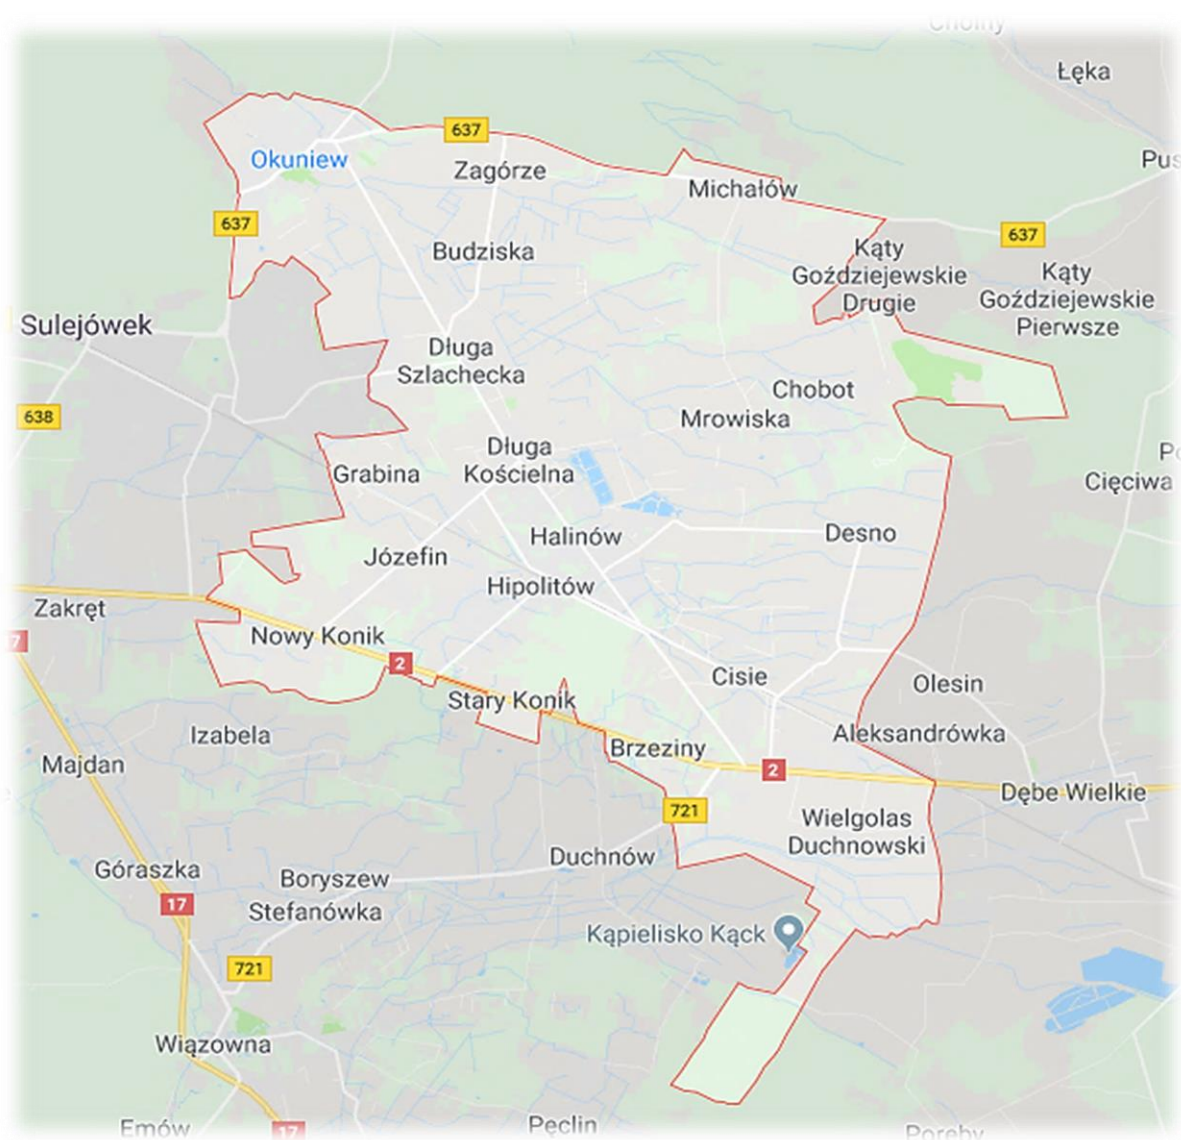 Cholny
Łęka
637
Okuniew
Zagórze
Michałów
637
637
Budziska
Kąty
Goździejewskie
Drugie
Kąty
Goździejewskie
Pierwsze
Sulejówek
Długa
Szlachecka
Chobot
638
Mrowiska
Długa
Kościelna
Grabina
Cięciwa
Halinów
Desno
Józefin
Hipolitów
Zakręt
Nowy Konik
2
Cisie
Olesin
Stary Konik
Izabela
Aleksandrówka
Brzeziny
Majdan
2
Dębe Wielkie
721
Wielgolas
Duchnowski
Duchnów
Góraszka
Boryszew
17
Stefanówka
Kąpielisko Kąck
721
Wiązowna
Emów
17
Pęclin
Poręby